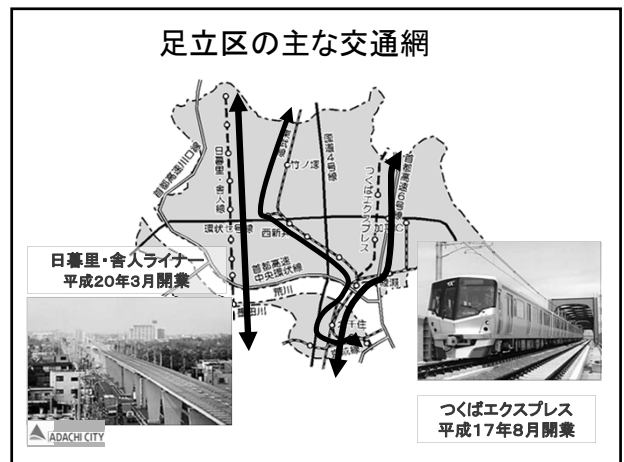 足立区の主な交通網
首都高速川口線
日暮里・舎人線
竹ノ塚
国道4号線
つくばエクスプレス
首都高速6号線
環状七号線
西新井
首都高速
中央環状線
荒川
隅田川
綾瀬
千住
日暮里・舎人ライナー
平成20年3月開業
つくばエクスプレス
平成17年8月開業
ADACHI CITY